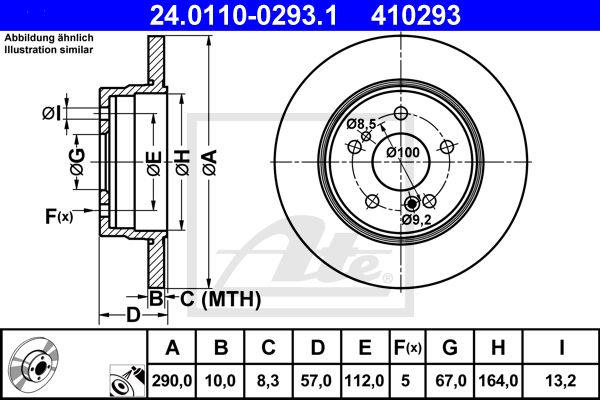 24.0110-0293.1 410293
Abbildung ähnlich
Illustration similar
ØI
ØG
ØE
ØH
ØA
F(x)
B
C (MTH)
D
Ø8,5
Ø100
Ø9,2
Ate
®
A B C D E F(x) G H I
290,0 10,0 8,3 57,0 112,0 5 67,0 164,0 13,2